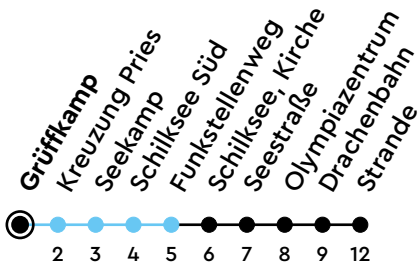 Grüffkamp
Kreuzung Pries
Seekamp
Schilksee Süd
Funkstellenweg
Schilksee, Kirche
Seestraße
Olympiazentrum
Drachenbahn
Strande
2 3 4 5 6 7 8 9 12